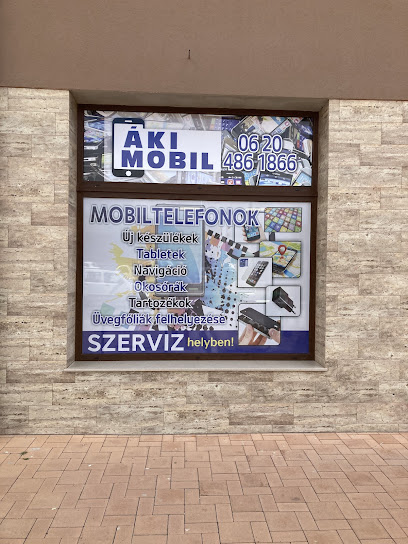 ÁKI
MOBIL
06 20
486 1866
MOBILTELEFONOK
Új készülékek
Tabletek
Navigáció
Okosórák
Tartozékok
Üvegfóliák felhelyezése
SZERVIZ helyben!